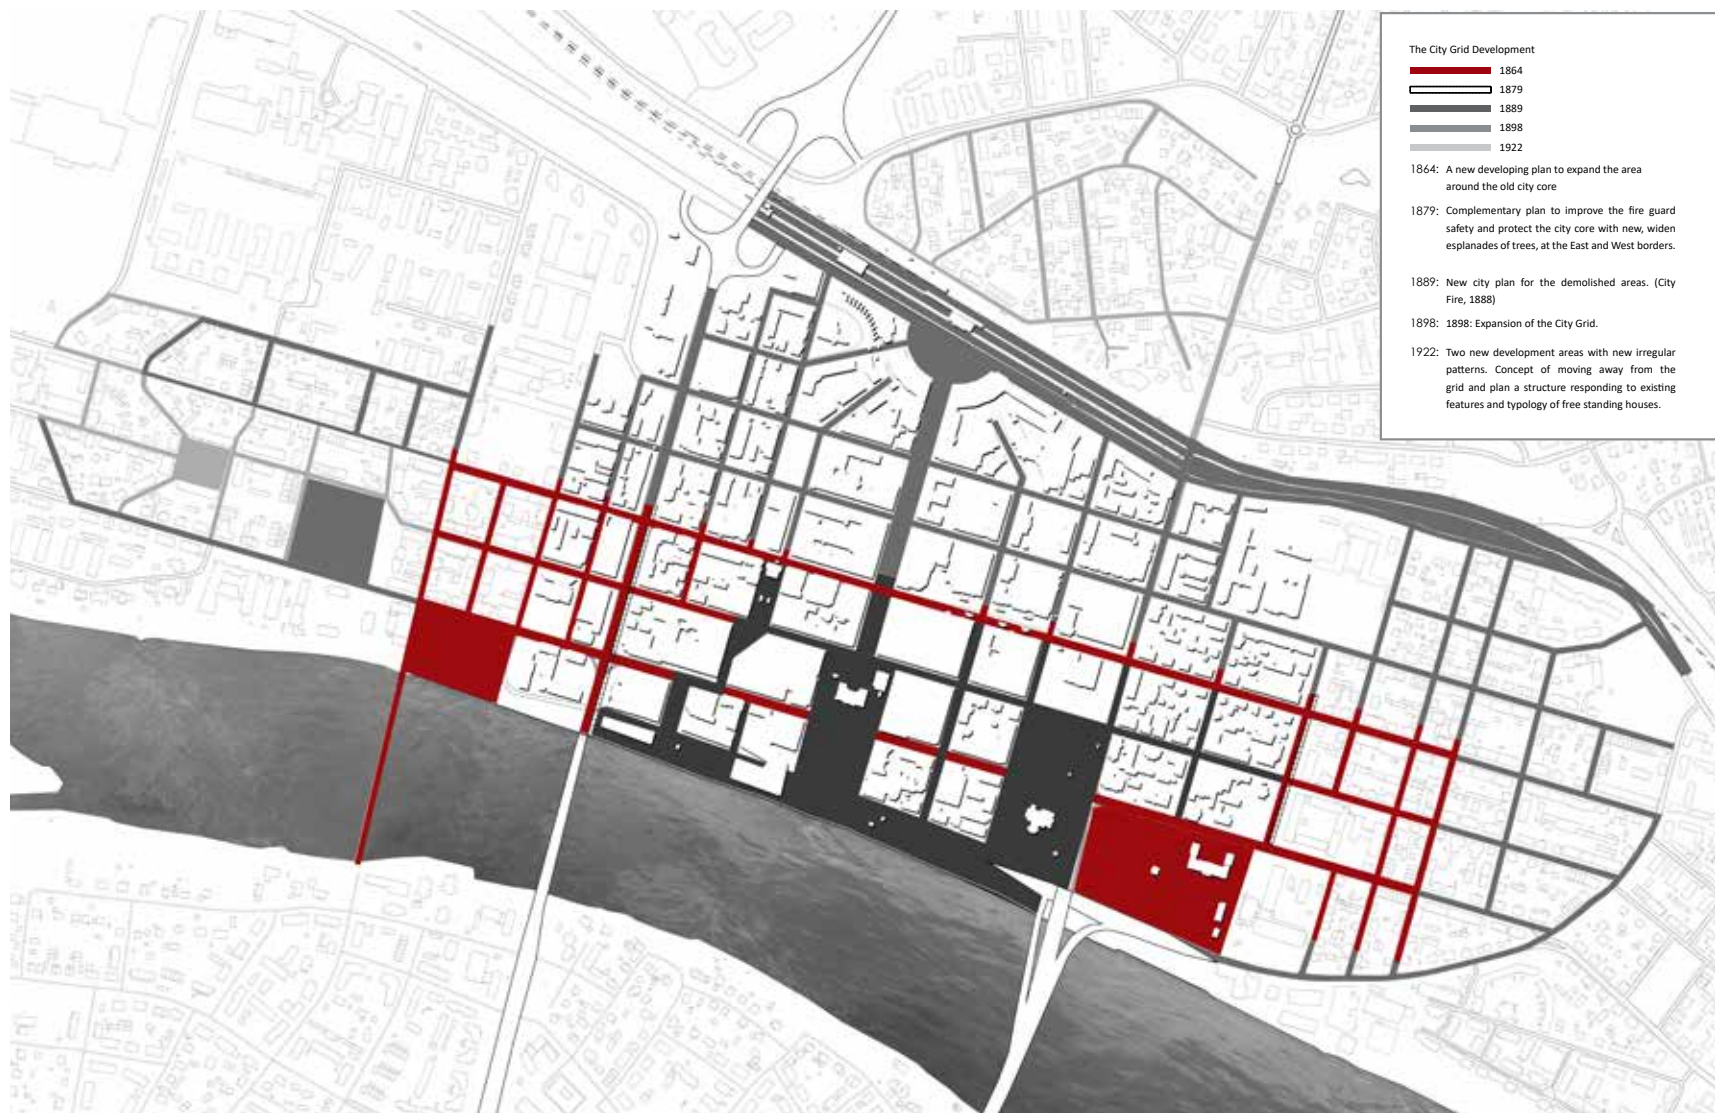 The City Grid Development
1864
1879
1889
1898
1922
1864: A new developing plan to expand the area
around the old city core
1879: Complementary plan to improve the fire guard
safety and protect the city core with new, widen
esplanades of trees, at the East and West borders.
1889: New city plan for the demolished areas. (City
Fire, 1888)
1898: 1898: Expansion of the City Grid.
1922: Two new development areas with new irregular
patterns. Concept of moving away from the
grid and plan a structure responding to existing
features and typology of free standing houses.